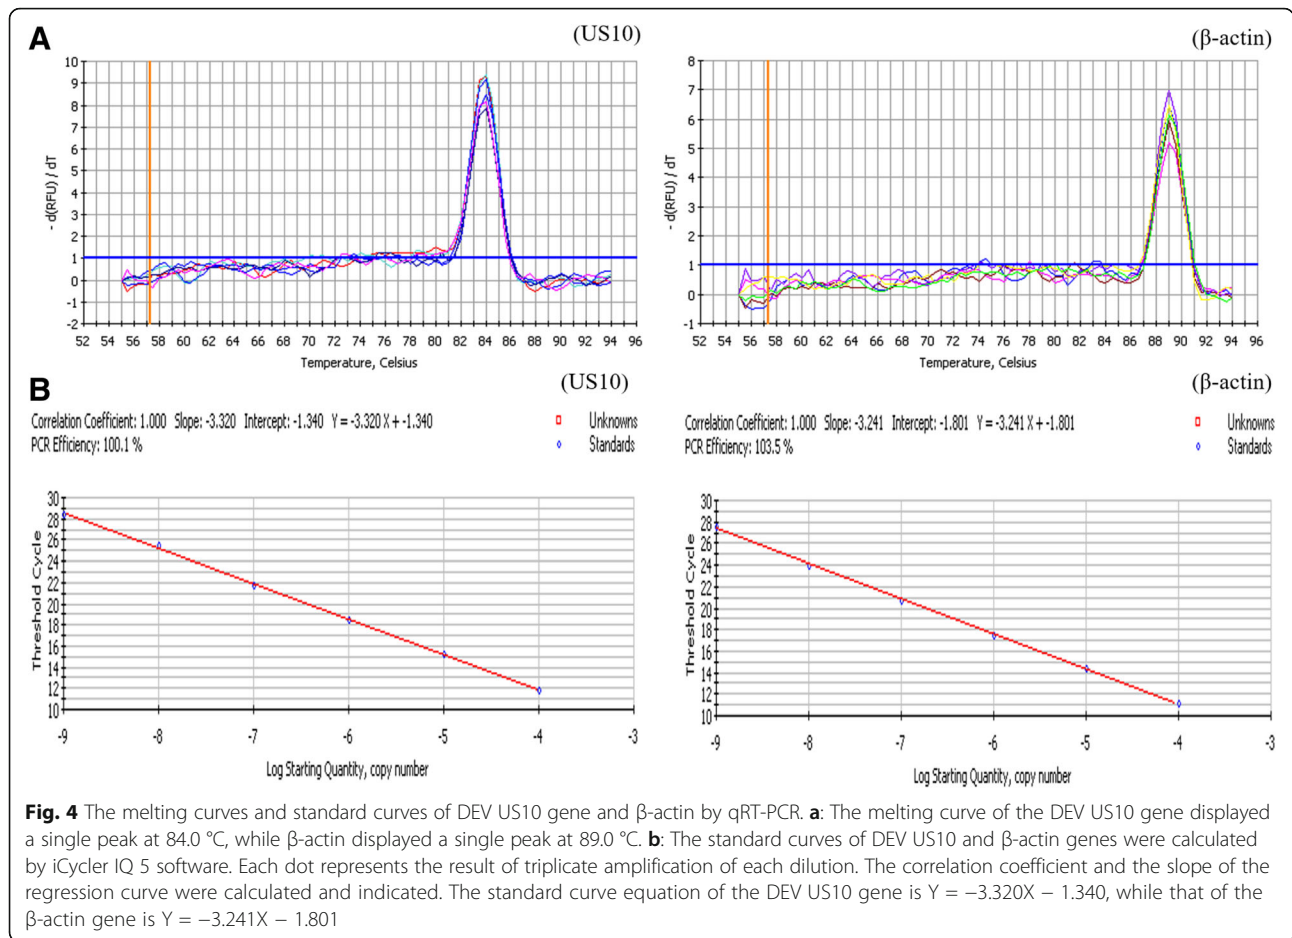 A
(US10)
(β-actin)
10
9
8
7
6
5
4
3
2
1
0
-1
-2
- d(RFU) / dT
52 54 56 58 60 62 64 66 68 70 72 74 76 78 80 82 84 86 88 90 92 94 96
Temperature, Celsius
8
7
6
5
4
3
2
1
0
-1
- d(RFU) / dT
52 54 56 58 60 62 64 66 68 70 72 74 76 78 80 82 84 86 88 90 92 94 96
Temperature, Celsius
B
(US10)
(β-actin)
Correlation Coefficient: 1.000 Slope: -3.320 Intercept: -1.340 Y = -3.320 X + -1.340
PCR Efficiency: 100.1 %
Unknowns
Standards
30
28
26
24
22
20
18
16
14
12
10
Threshold Cycle
-9 -8 -7 -6 -5 -4 -3
Log Starting Quantity, copy number
Correlation Coefficient: 1.000 Slope: -3.241 Intercept: -1.801 Y = -3.241 X + -1.801
PCR Efficiency: 103.5 %
Unknowns
Standards
30
28
26
24
22
20
18
16
14
12
10
Threshold Cycle
-9 -8 -7 -6 -5 -4 -3
Log Starting Quantity, copy number
Fig. 4 The melting curves and standard curves of DEV US10 gene and β-actin by qRT-PCR. a: The melting curve of the DEV US10 gene displayed
a single peak at 84.0 °C, while β-actin displayed a single peak at 89.0 °C. b: The standard curves of DEV US10 and β-actin genes were calculated
by iCycler IQ 5 software. Each dot represents the result of triplicate amplification of each dilution. The correlation coefficient and the slope of the
regression curve were calculated and indicated. The standard curve equation of the DEV US10 gene is Y = −3.320X − 1.340, while that of the
β-actin gene is Y = −3.241X − 1.801